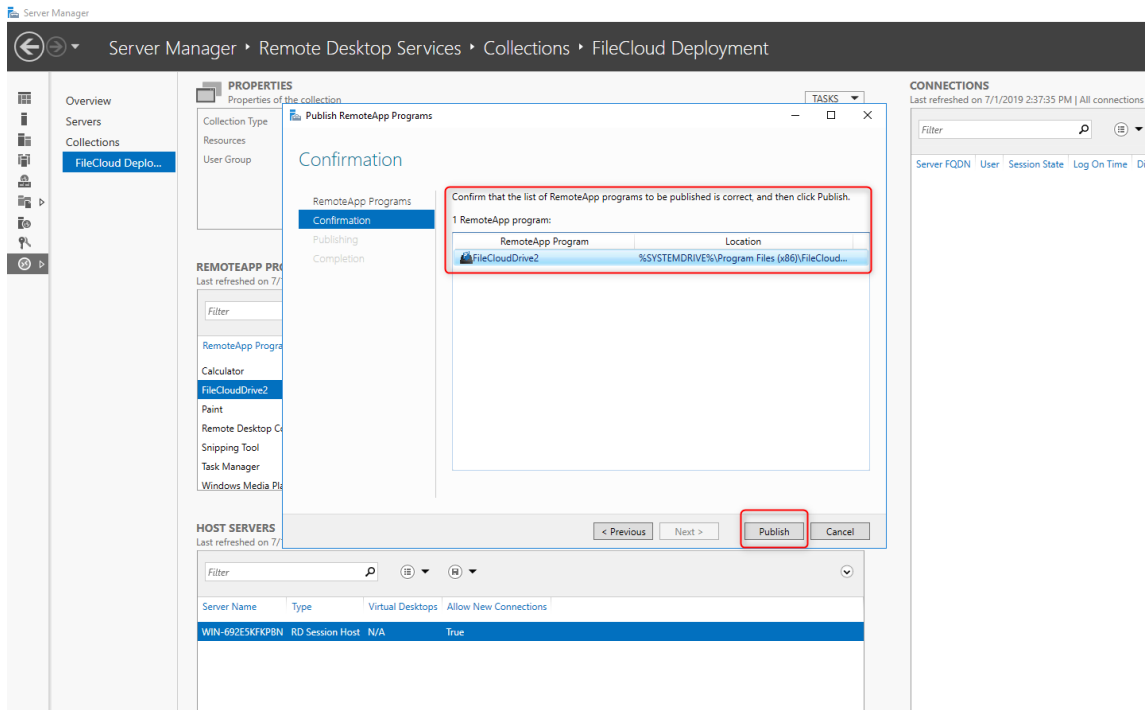 Server Manager
Server Manager ‣ Remote Desktop Services ‣ Collections ‣ FileCloud Deployment
Overview
Servers
Collections
FileCloud Deplo...
PROPERTIES
Properties of the collection
TASKS
Collection Type
Resources
User Group
REMOTEAPP PR
Last refreshed on 7/
Filter
RemoteApp Progra
Calculator
FileCloudDrive2
Paint
Remote Desktop Co
Snipping Tool
Task Manager
Windows Media Pla
Publish RemoteApp Programs
Confirmation
RemoteApp Programs
Confirmation
Publishing
Completion
Confirm that the list of RemoteApp programs to be published is correct, and then click Publish.
1 RemoteApp program:
RemoteApp Program Location
FileCloudDrive2 %SYSTEMDRIVE%\Program Files (x86)\FileCloud...
< Previous Next > Publish Cancel
HOST SERVERS
Last refreshed on 7/
Filter
Server Name Type Virtual Desktops Allow New Connections
WIN-692E5KFKPBN RD Session Host N/A True
CONNECTIONS
Last refreshed on 7/1/2019 2:37:35 PM | All connections
Filter
Server FQDN User Session State Log On Time Di